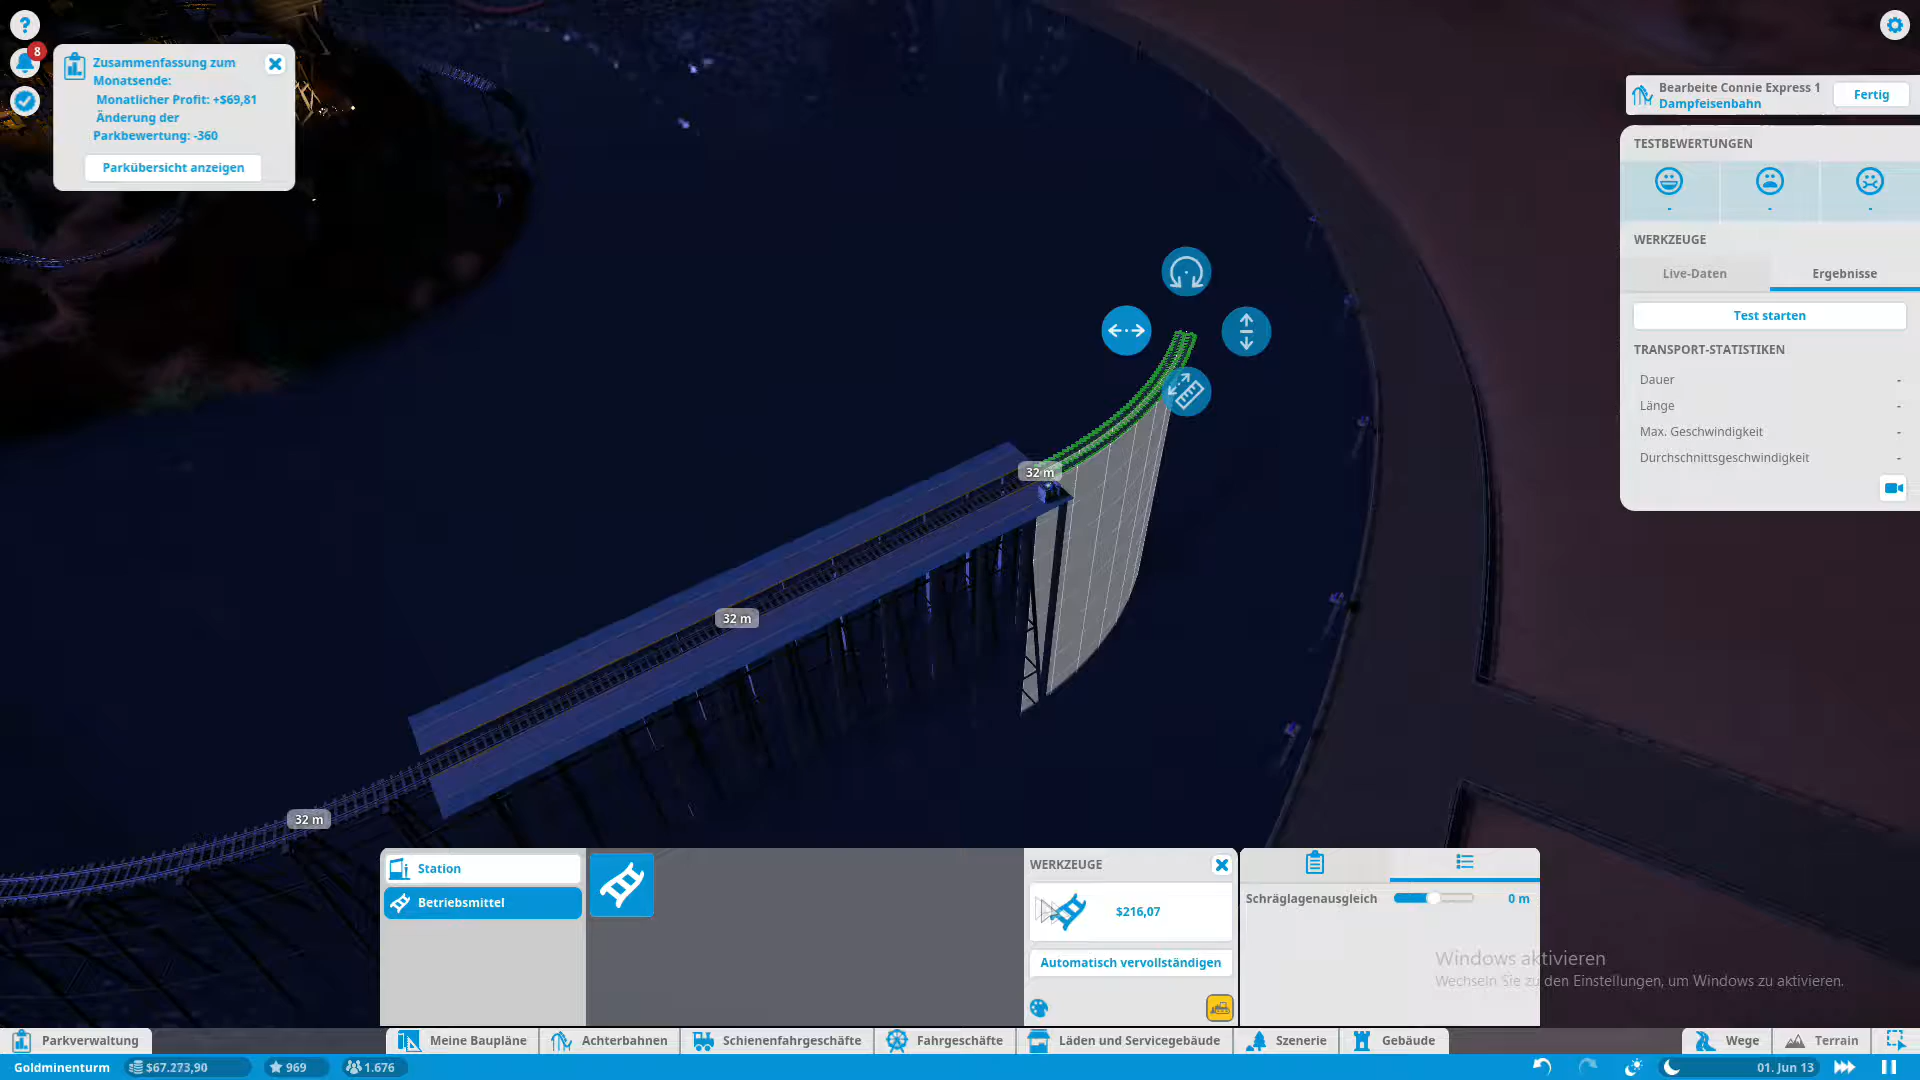 ?
8
Zusammenfassung zum
Monatsende:
Monatlicher Profit: +$69,81
Änderung der
Parkbewertung: -360
Parkübersicht anzeigen
Bearbeite Connie Express 1
Dampfeisenbahn
Fertig
TESTBEWERTUNGEN
- - -
WERKZEUGE
Live-Daten
Ergebnisse
Test starten
TRANSPORT-STATISTIKEN
Dauer -
Länge -
Max. Geschwindigkeit -
Durchschnittsgeschwindigkeit -
32 m
32 m
32 m
Station
Betriebsmittel
WERKZEUGE
$216,07
Automatisch vervollständigen
Schräglagenausgleich 0 m
Windows aktivieren
Wechseln Sie zu den Einstellungen, um Windows zu aktivieren.
Parkverwaltung
Meine Baupläne
Achterbahnen
Schienenfahrgeschäfte
Fahrgeschäfte
Läden und Servicegebäude
Szenerie
Gebäude
Wege
Terrain
Goldminenturm
$67.273,90
969
1.676
01. Jun 13